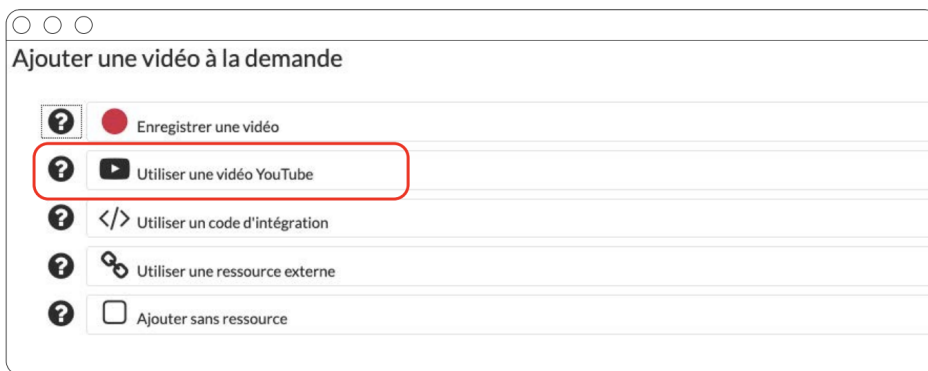 Ajouter une vidéo à la demande
Enregistrer une vidéo
Utiliser une vidéo YouTube
</> Utiliser un code d'intégration
Utiliser une ressource externe
Ajouter sans ressource